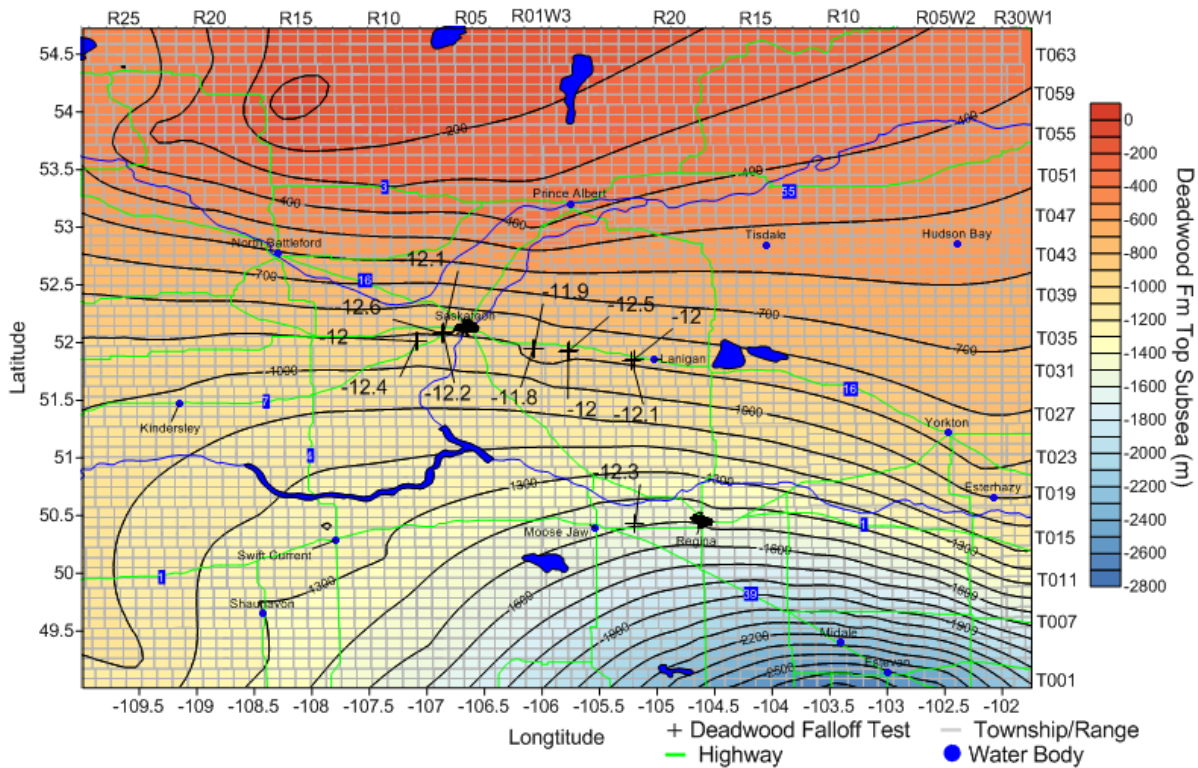 R25 R20 R15 R10 R05 R01W3 R20 R15 R10 R05W2 R30W1
54.5
54
53.5
53
52.5
52
51.5
51
50.5
50
49.5
Latitude
T063
T059
T055
T051
T047
T043
T039
T035
T031
T027
T023
T019
T015
T011
T007
T001
0
-200
-400
-600
-800
-1000
-1200
-1400
-1600
-1800
-2000
-2200
-2400
-2600
-2800
Deadwood Fm Top Subsea (m)
-200
-400
3
Prince Albert
-400
55
-400
-400
North Battleford
Tisdale
Hudson Bay
-700
16
-12.1
-11.9
-12.6
-12.5
-700
Saskatoon
-12
-12
-700
Lanigan
-1000
-12.4
-12.2
-11.8
-12
-12.1
16
7
-1000
Kindersley
Yorkton
4
-12.3
-1300
-1300
Esterhazy
Moose Jaw
Regina
1
Swift Current
-1600
-1300
1
-1300
39
-1600
-1600
Shaunavon
-1900
-1900
-2200
Midale
-2500
Estevan
-109.5 -109 -108.5 -108 -107.5 -107 -106.5 -106 -105.5 -105 -104.5 -104 -103.5 -103 -102.5 -102
Longtitude
Deadwood Falloff Test
Township/Range
Highway
Water Body